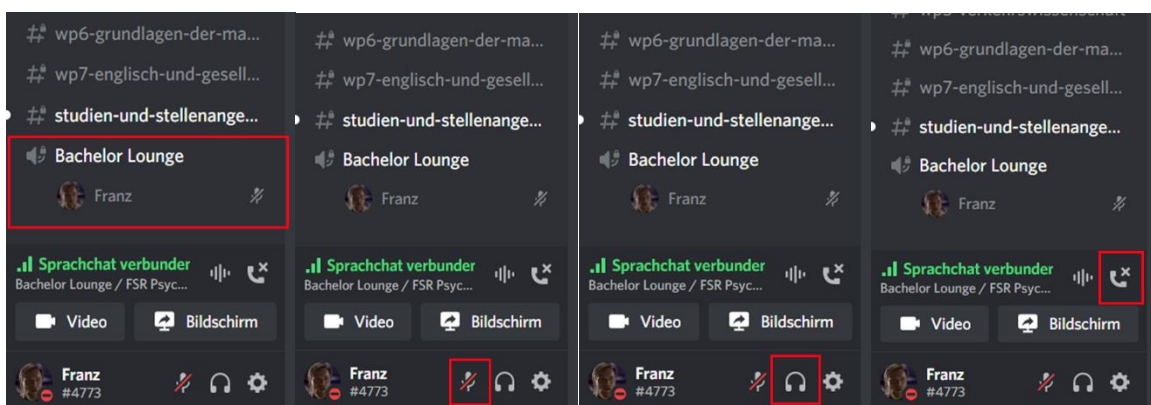 # wp6-grundlagen-der-ma...
# wp7-englisch-und-gesell...
# studien-und-stellenange...
Bachelor Lounge
Franz
Sprachchat verbunder
Bachelor Lounge / FSR Psyc...
Video Bildschirm
Franz
#4773
# wp6-grundlagen-der-ma...
# wp7-englisch-und-gesell...
# studien-und-stellenange...
Bachelor Lounge
Franz
Sprachchat verbunder
Bachelor Lounge / FSR Psyc...
Video Bildschirm
Franz
#4773
# wp6-grundlagen-der-ma...
# wp7-englisch-und-gesell...
# studien-und-stellenange...
Bachelor Lounge
Franz
Sprachchat verbunder
Bachelor Lounge / FSR Psyc...
Video Bildschirm
Franz
#4773
# wp6-grundlagen-der-ma...
# wp7-englisch-und-gesell...
# studien-und-stellenange...
Bachelor Lounge
Franz
Sprachchat verbunder
Bachelor Lounge / FSR Psyc...
Video Bildschirm
Franz
#4773